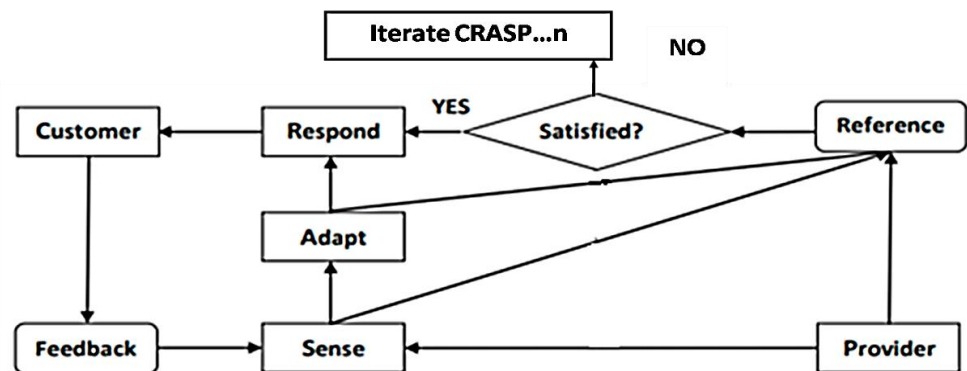 Iterate CRASP...n
NO
YES
Customer
Respond
Satisfied?
Reference
Adapt
Feedback
Sense
Provider